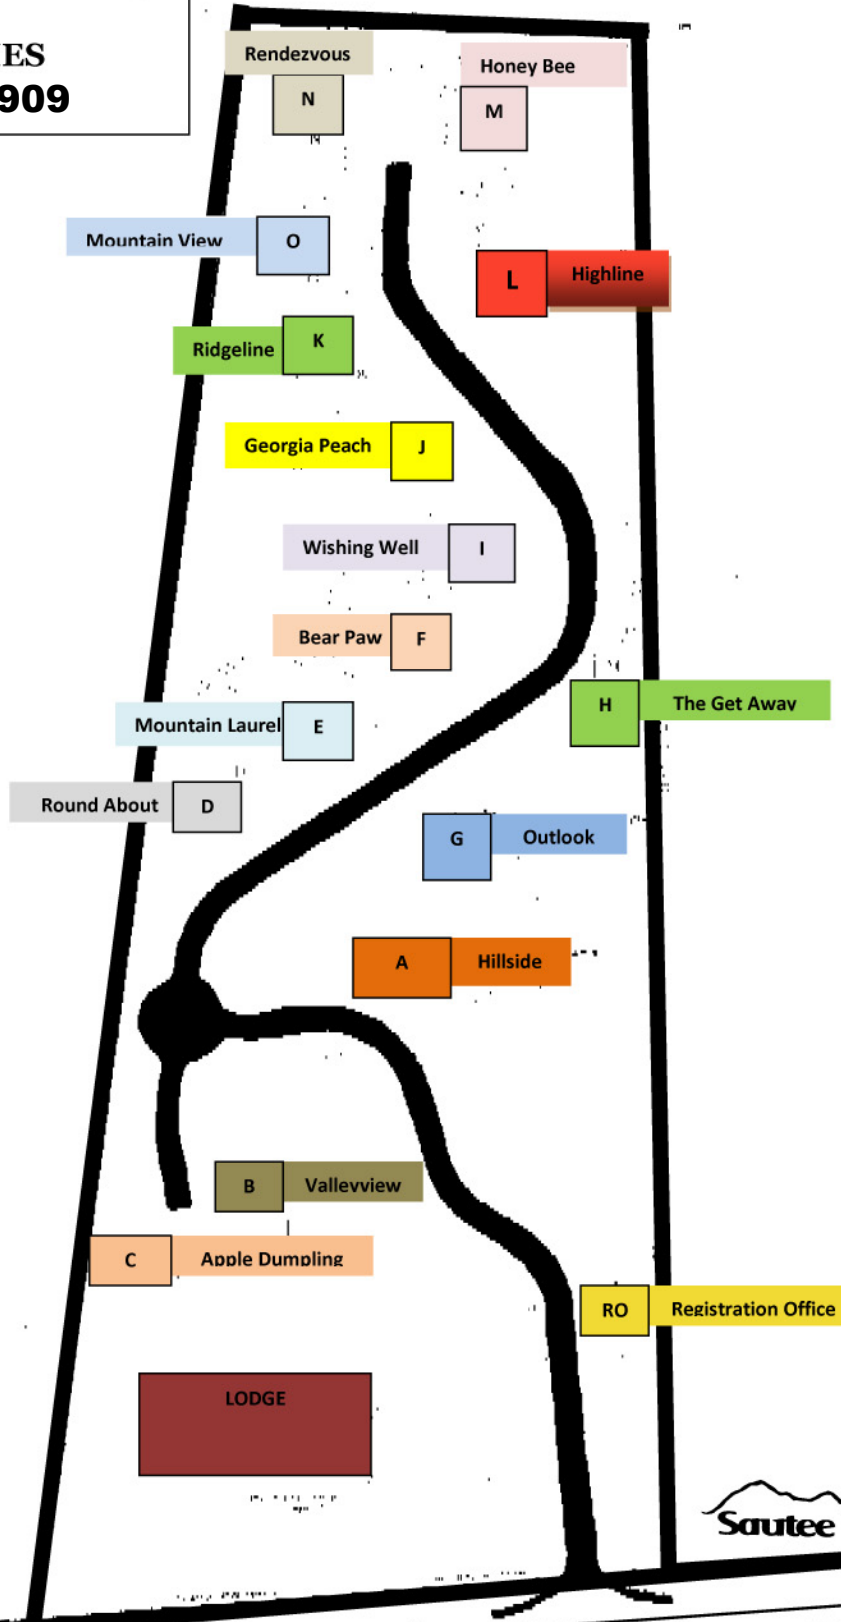 IES
909
Rendezvous
N
Honey Bee
M
Mountain View
O
L
Highline
Ridgeline
K
Georgia Peach
J
Wishing Well
I
Bear Paw
F
H
The Get Away
Mountain Laurel
E
Round About
D
G
Outlook
A
Hillside
B
Valleyview
C
Apple Dumpling
RO
Registration Office
LODGE
Sautee